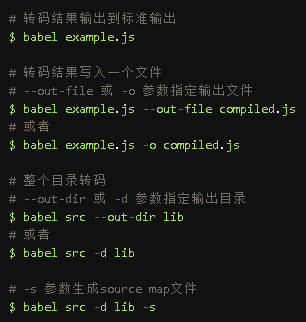 # 转码结果输出到标准输出
$ babel example.js
# 转码结果写入一个文件
# --out-file 或 -o 参数指定输出文件
$ babel example.js --out-file compiled.js
# 或者
$ babel example.js -o compiled.js
# 整个目录转码
# --out-dir 或 -d 参数指定输出目录
$ babel src --out-dir lib
# 或者
$ babel src -d lib
# -s 参数生成source map文件
$ babel src -d lib -s